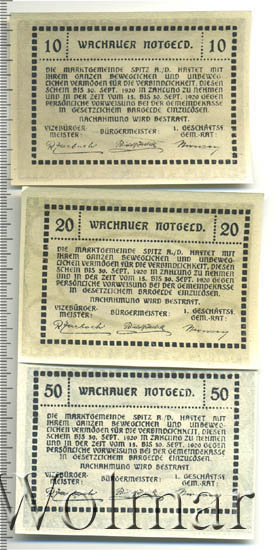 10 WACHAUER NOTGELD. 10
DIE MARKTGEMEINDE SPITZ A./D. HAFTET MIT
IHREM GANZEN BEWEGLICHEN UND UNBEWEG-
LICHEN VERMÖGEN FÜR DIE VERBINDLICHKEIT, DIESEN
SCHEIN BIS 30. SEPT. 1920 IN ZAHLUNG ZU NEHMEN
UND IN DER ZEIT VOM 15. BIS 30. SEPT. 1920 GEGEN
PERSÖNLICHE VORWEISUNG BEI DER GEMEINDEKASSE
IN GESETZLICHEM BARGELDE EINZULÖSEN.
NACHAHMUNG WIRD BESTRAFT.
VIZEBÜRGER- 1. GESCHÄFTSF.
MEISTER: BÜRGERMEISTER: GEM.-RAT:
20 WACHAUER NOTGELD. 20
DIE MARKTGEMEINDE SPITZ A./D. HAFTET MIT
IHREM GANZEN BEWEGLICHEN UND UNBEWEG-
LICHEN VERMÖGEN FÜR DIE VERBINDLICHKEIT, DIESEN
SCHEIN BIS 30. SEPT. 1920 IN ZAHLUNG ZU NEHMEN
UND IN DER ZEIT VOM 15. BIS 30. SEPT. 1920 GEGEN
PERSÖNLICHE VORWEISUNG BEI DER GEMEINDEKASSE
IN GESETZLICHEM BARGELDE EINZULÖSEN.
NACHAHMUNG WIRD BESTRAFT.
VIZEBÜRGER- 1. GESCHÄFTSF.
MEISTER: BÜRGERMEISTER: GEM.-RAT:
50 WACHAUER NOTGELD. 50
DIE MARKTGEMEINDE SPITZ A./D. HAFTET MIT
IHREM GANZEN BEWEGLICHEN UND UNBEWEG-
LICHEN VERMÖGEN FÜR DIE VERBINDLICHKEIT, DIESEN
SCHEIN BIS 30. SEPT. 1920 IN ZAHLUNG ZU NEHMEN
UND IN DER ZEIT VOM 15. BIS 30. SEPT. 1920 GEGEN
PERSÖNLICHE VORWEISUNG BEI DER GEMEINDEKASSE
IN GESETZLICHEM BARGELDE EINZULÖSEN.
NACHAHMUNG WIRD BESTRAFT
VIZEBÜRGER- 1. GESCHÄFTSF.
MEISTER: BÜRGERMEISTER: GEM.-RAT:
Wolmar